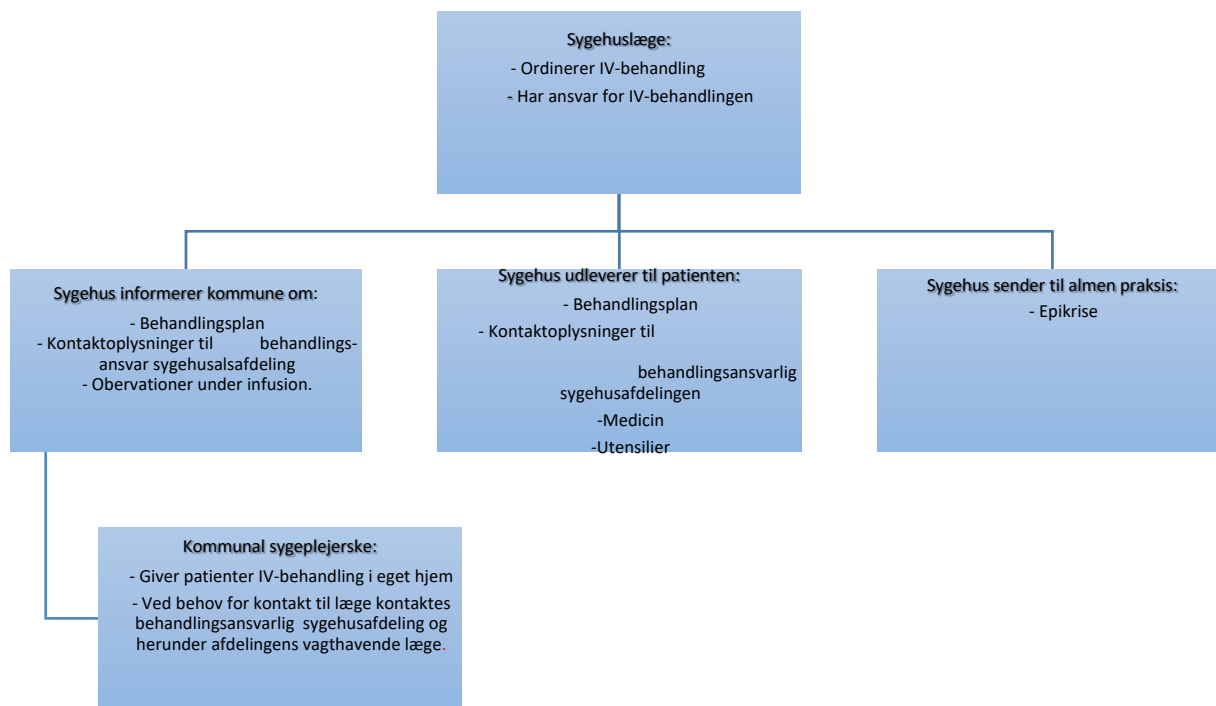 Sygehuslæge:
- Ordinerer IV-behandling
- Har ansvar for IV-behandlingen
Sygehus informerer kommune om:
- Behandlingsplan
- Kontaktoplysninger til behandlings-
ansvar sygehusalsafdeling
- Obervationer under infusion.
Sygehus udleverer til patienten:
- Behandlingsplan
- Kontaktoplysninger til
behandlingsansvarlig
sygehusafdelingen
-Medicin
-Utensilier
Sygehus sender til almen praksis:
- Epikrise
Kommunal sygeplejerske:
- Giver patienter IV-behandling i eget hjem
- Ved behov for kontakt til læge kontaktes
behandlingsansvarlig sygehusafdeling og
herunder afdelingens vagthavende læge.